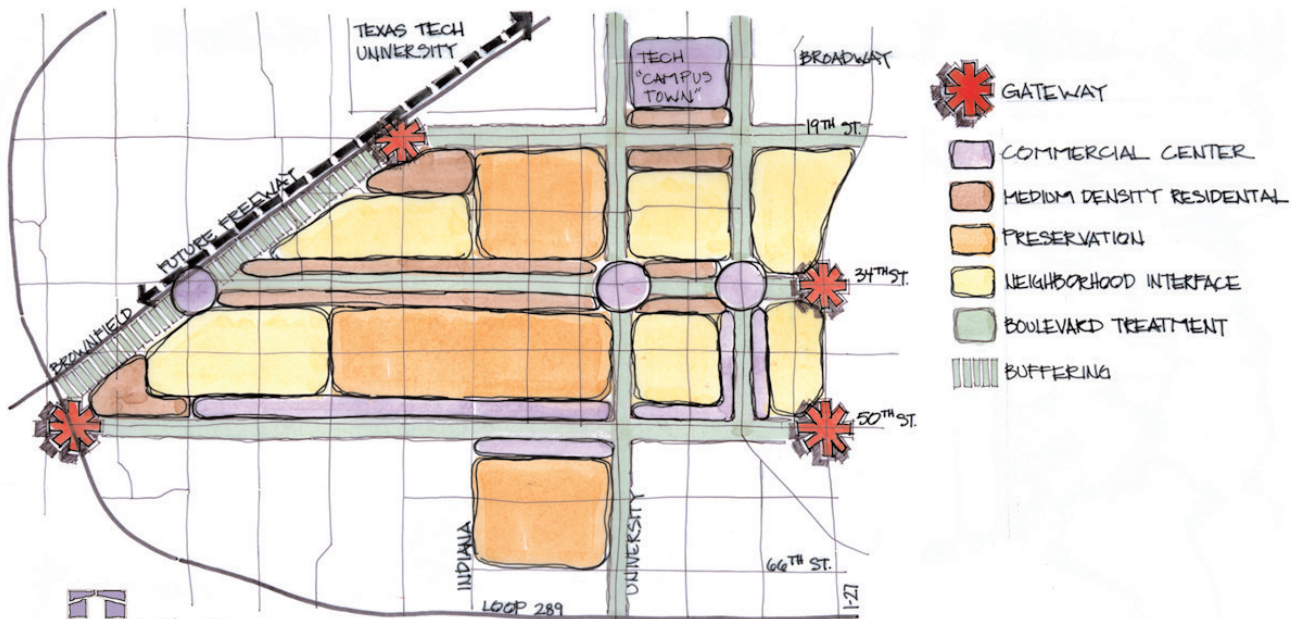 TEXAS TECH
UNIVERSITY
TECH
"CAMPUS
TOWN"
BROADWAY
19TH ST.
FUTURE FREEWAY
BROWNFIELD
34TH ST.
50TH ST.
INDIANA
UNIVERSITY
66TH ST.
LOOP 289
I-27
GATEWAY
COMMERCIAL CENTER
MEDIUM DENSITY RESIDENTAL
PRESERVATION
NEIGHBORHOOD INTERFACE
BOULEVARD TREATMENT
BUFFERING